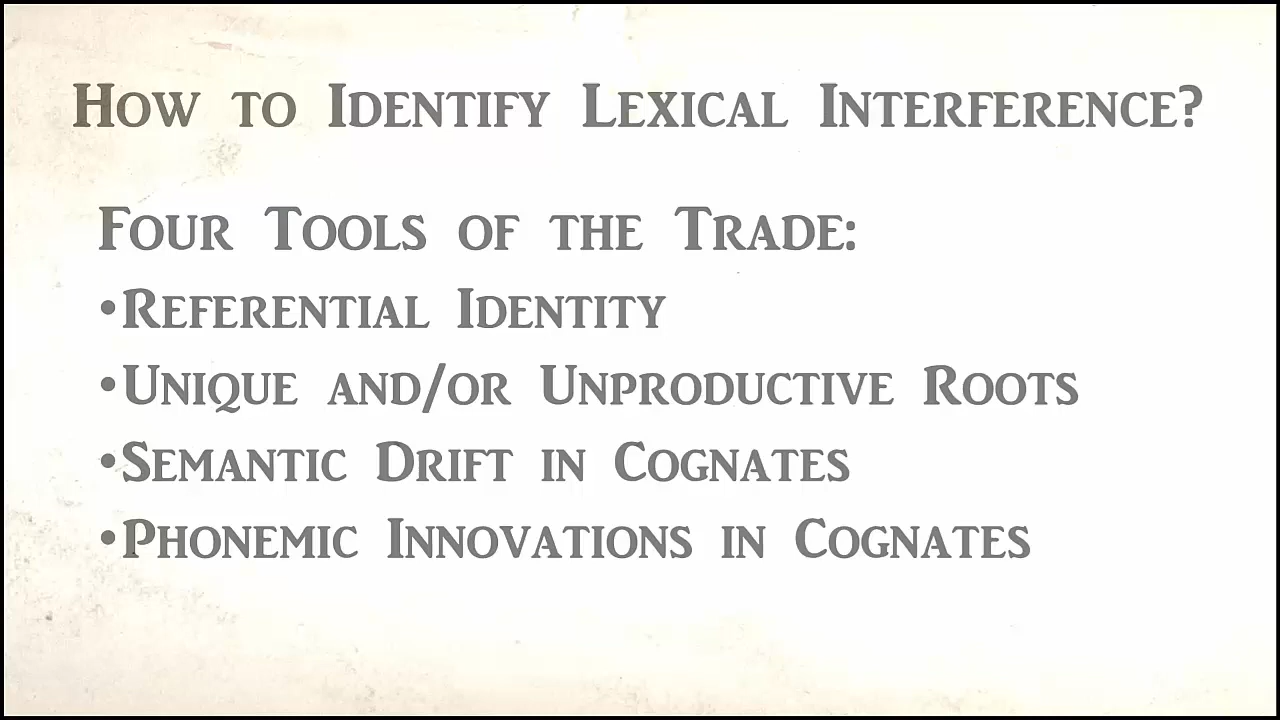 How to Identify Lexical Interference?
Four Tools of the Trade:
•Referential Identity
•Unique and/or Unproductive Roots
•Semantic Drift in Cognates
•Phonemic Innovations in Cognates